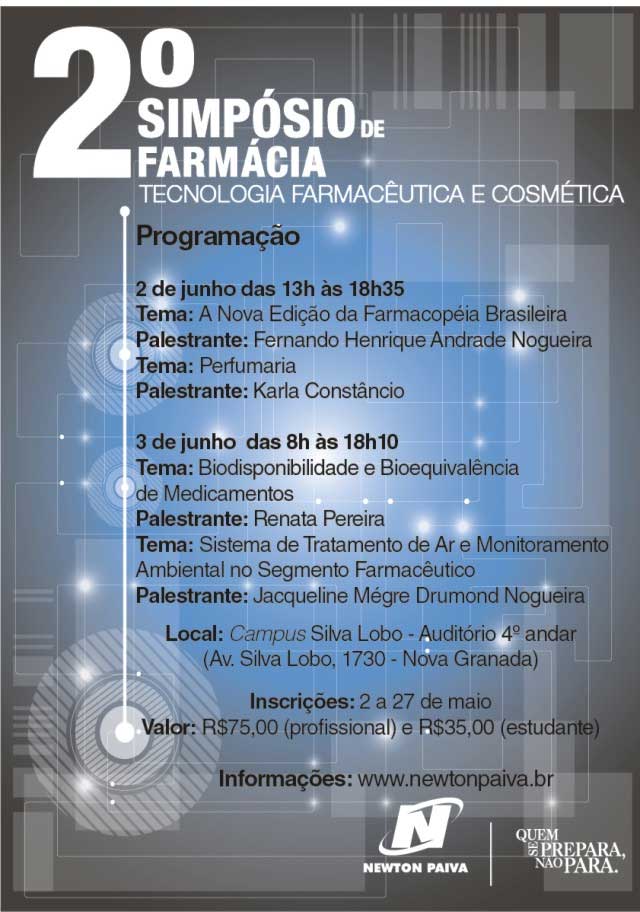 2º
SIMPÓSIO DE
FARMÁCIA
TECNOLOGIA FARMACÊUTICA E COSMÉTICA
Programação
2 de junho das 13h às 18h35
Tema: A Nova Edição da Farmacopéia Brasileira
Palestrante: Fernando Henrique Andrade Nogueira
Tema: Perfumaria
Palestrante: Karla Constâncio
3 de junho das 8h às 18h10
Tema: Biodisponibilidade e Bioequivalência
de Medicamentos
Palestrante: Renata Pereira
Tema: Sistema de Tratamento de Ar e Monitoramento
Ambiental no Segmento Farmacêutico
Palestrante: Jacqueline Mégre Drumond Nogueira
Local: Campus Silva Lobo - Auditório 4º andar
(Av. Silva Lobo, 1730 - Nova Granada)
Inscrições: 2 a 27 de maio
Valor: R$75,00 (profissional) e R$35,00 (estudante)
Informações: www.newtonpaiva.br
N
NEWTON PAIVA
QUEM
SE PREPARA,
NÃO PARA.